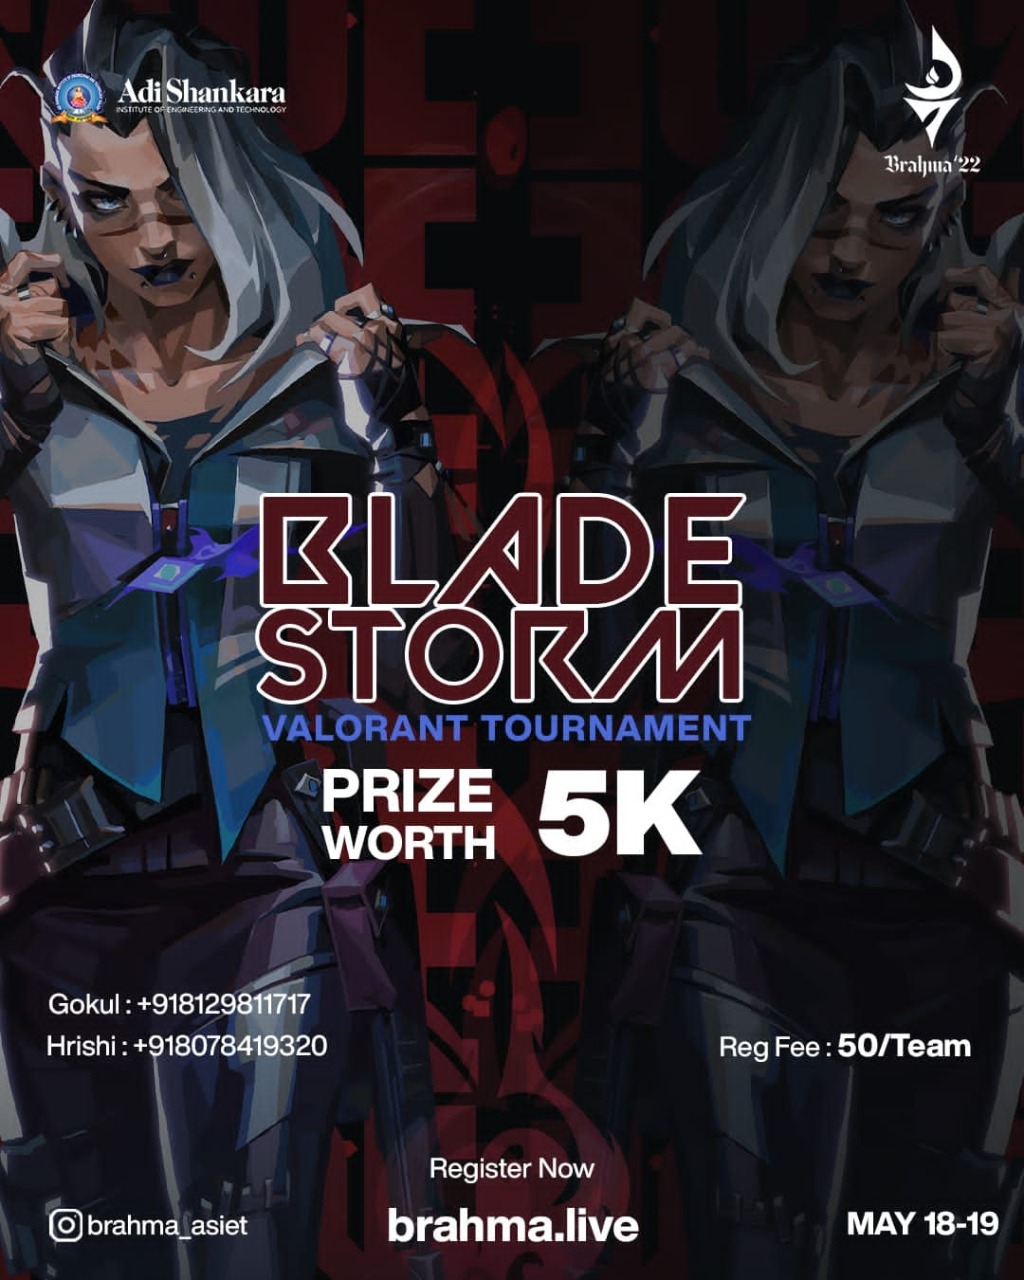 Adi Shankara
INSTITUTE OF ENGINEERING AND TECHNOLOGY
Brahma'22
BLADE
STORM
VALORANT TOURNAMENT
PRIZE
WORTH
5K
Gokul : +918129811717
Hrishi : +918078419320
Reg Fee : 50/Team
Register Now
brahma_asiet
brahma.live
MAY 18-19